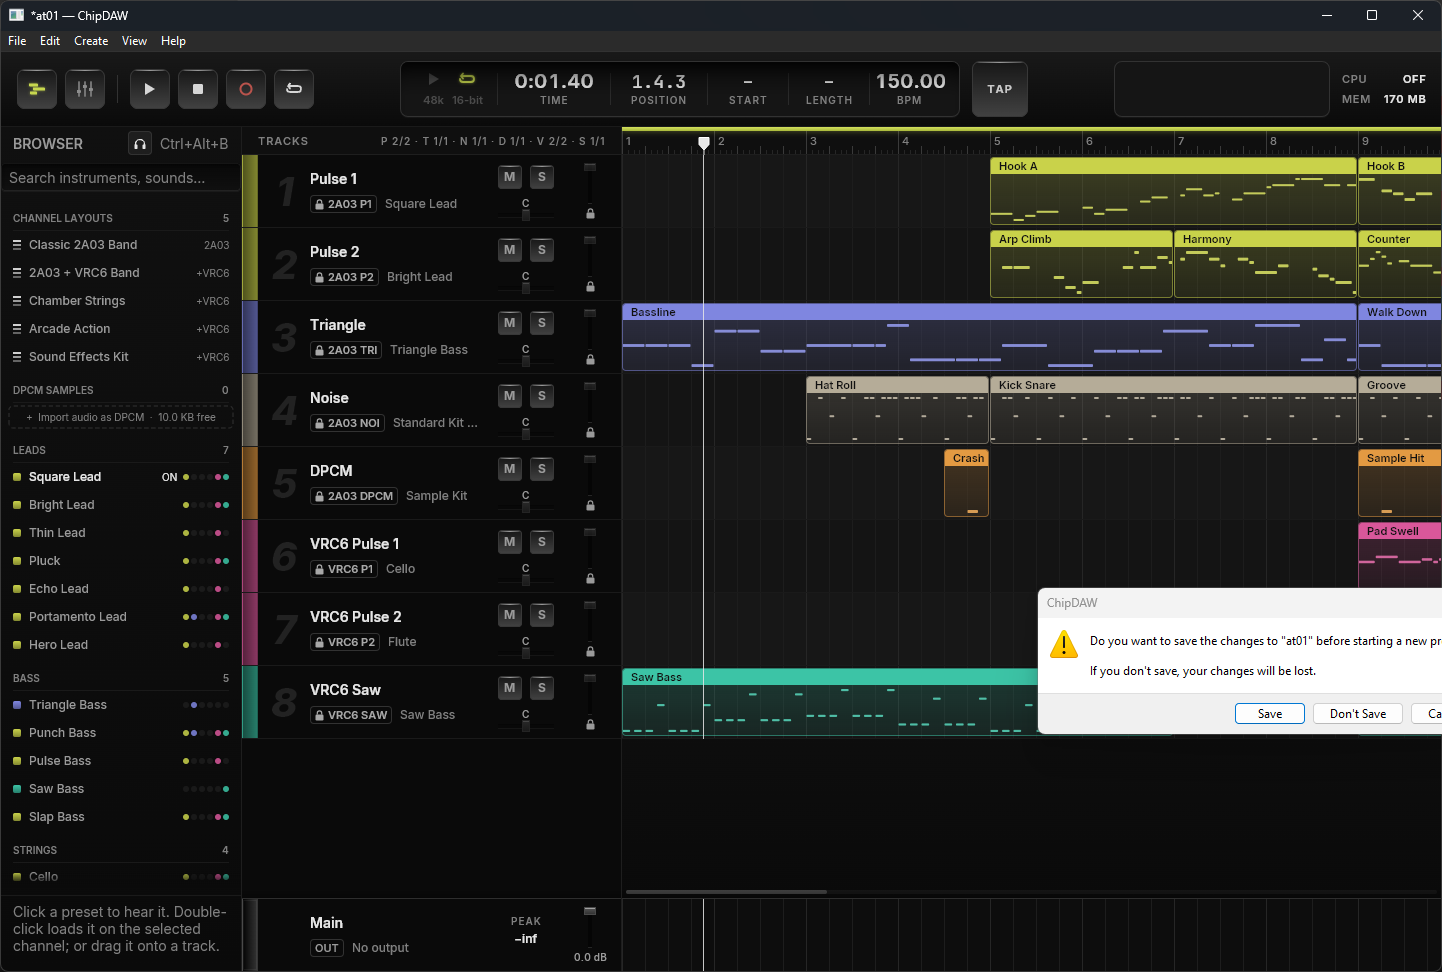 *at01 — ChipDAW
File Edit Create View Help
48k 16-bit
0:01.40
TIME
1.4.3
POSITION
–
START
–
LENGTH
150.00
BPM
TAP
CPU OFF
MEM 170 MB
BROWSER Ctrl+Alt+B
Search instruments, sounds...
CHANNEL LAYOUTS 5
Classic 2A03 Band 2A03
2A03 + VRC6 Band +VRC6
Chamber Strings +VRC6
Arcade Action +VRC6
Sound Effects Kit +VRC6
DPCM SAMPLES 0
+ Import audio as DPCM · 10.0 KB free
LEADS 7
Square Lead ON
Bright Lead
Thin Lead
Pluck
Echo Lead
Portamento Lead
Hero Lead
BASS 5
Triangle Bass
Punch Bass
Pulse Bass
Saw Bass
Slap Bass
STRINGS 4
Cello
Click a preset to hear it. Double-
click loads it on the selected
channel; or drag it onto a track.
TRACKS P 2/2 · T 1/1 · N 1/1 · D 1/1 · V 2/2 · S 1/1
1 Pulse 1 M S
2A03 P1 Square Lead C
2 Pulse 2 M S
2A03 P2 Bright Lead C
3 Triangle M S
2A03 TRI Triangle Bass C
4 Noise M S
2A03 NOI Standard Kit ... C
5 DPCM M S
2A03 DPCM Sample Kit C
6 VRC6 Pulse 1 M S
VRC6 P1 Cello C
7 VRC6 Pulse 2 M S
VRC6 P2 Flute C
8 VRC6 Saw M S
VRC6 SAW Saw Bass C
Main PEAK
–inf
OUT No output
0.0 dB
1 2 3 4 5 6 7 8 9
Hook A Hook B
Arp Climb Harmony Counter
Bassline Walk Down
Hat Roll Kick Snare Groove
Crash Sample Hit
Pad Swell
Saw Bass
ChipDAW
Do you want to save the changes to "at01" before starting a new pr
If you don't save, your changes will be lost.
Save Don't Save Ca